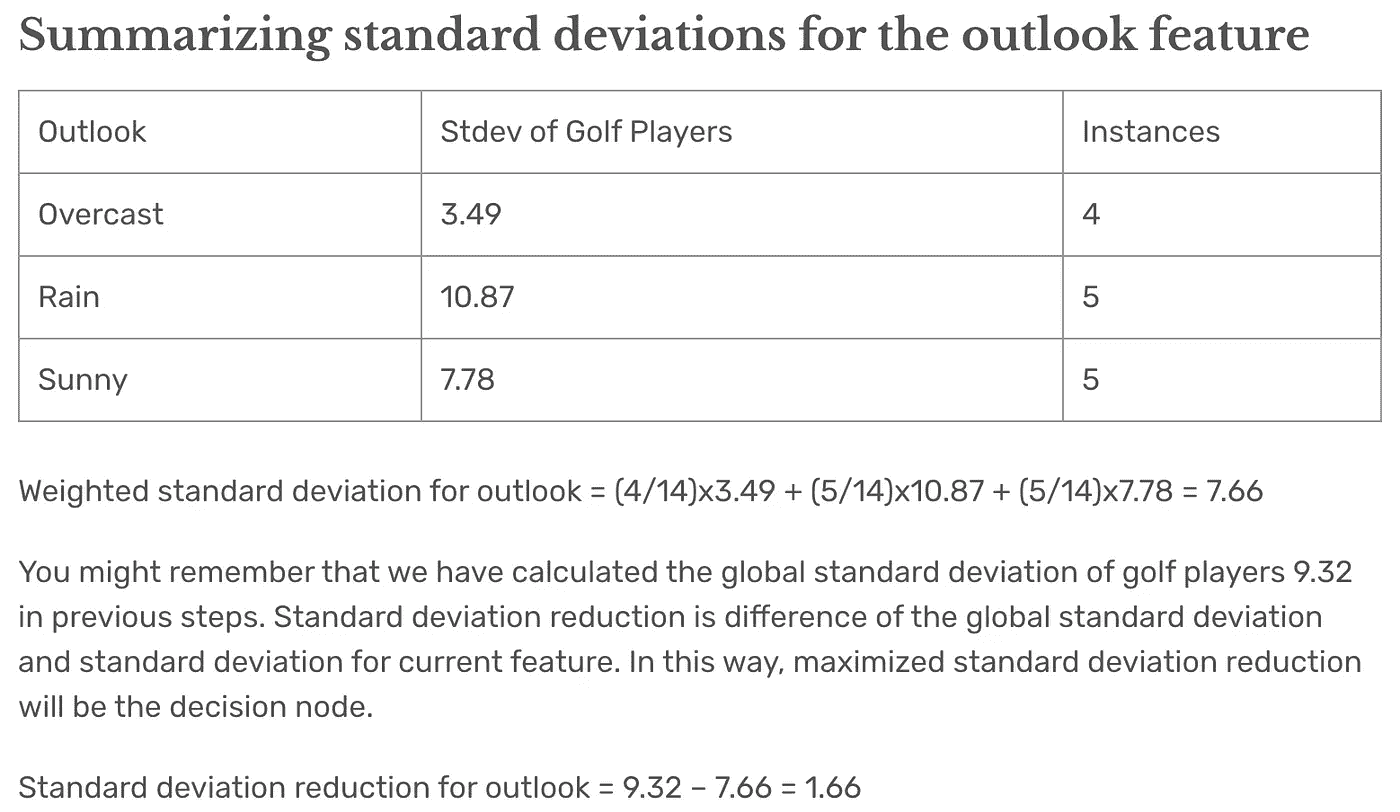 Summarizing standard deviations for the outlook feature
Outlook Stdev of Golf Players Instances
Overcast 3.49 4
Rain 10.87 5
Sunny 7.78 5
Weighted standard deviation for outlook = (4/14)x3.49 + (5/14)x10.87 + (5/14)x7.78 = 7.66
You might remember that we have calculated the global standard deviation of golf players 9.32
in previous steps. Standard deviation reduction is difference of the global standard deviation
and standard deviation for current feature. In this way, maximized standard deviation reduction
will be the decision node.
Standard deviation reduction for outlook = 9.32 – 7.66 = 1.66